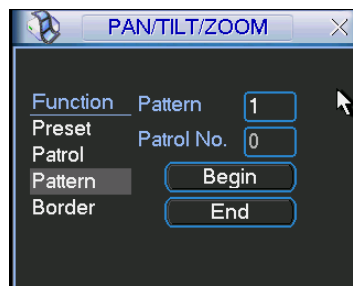 PAN/TILT/ZOOM
Function
Preset
Patrol
Pattern
Border
Pattern 1
Patrol No. 0
Begin
End